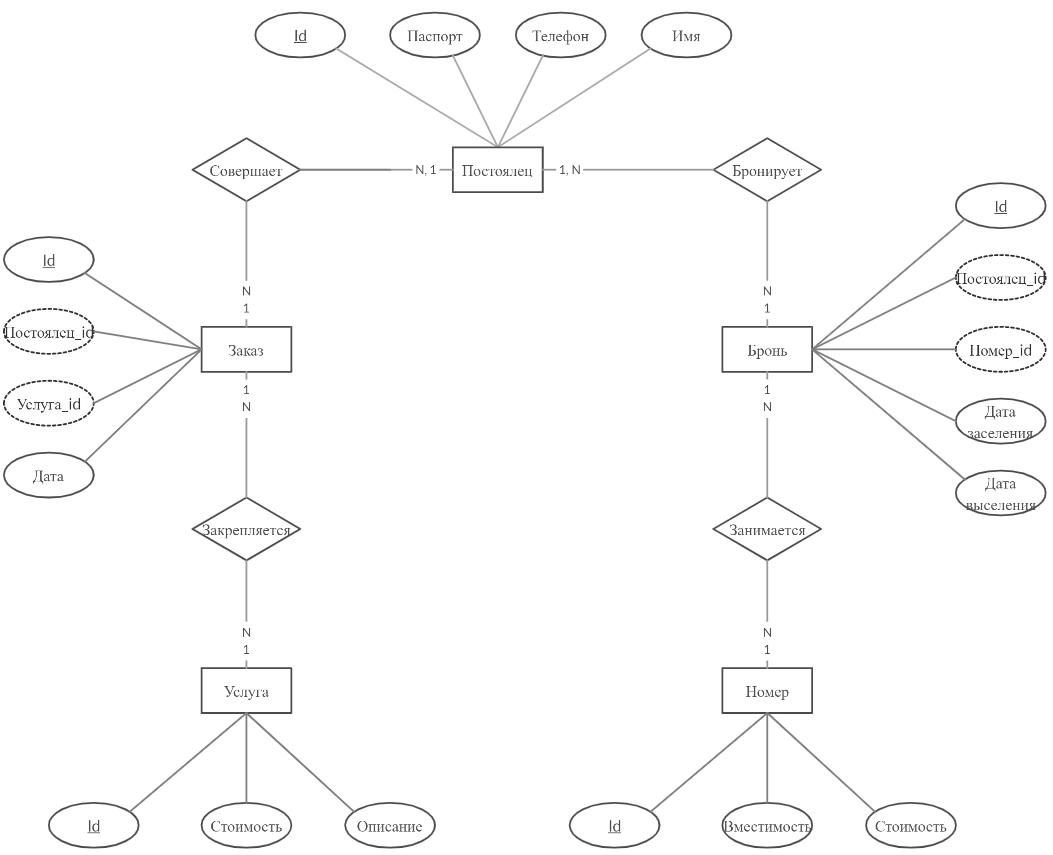 Id
Паспорт
Телефон
Имя
Совершает
N, 1
Постоялец
1, N
Бронирует
Id
Постоялец_id
Услуга_id
Дата
N
1
Заказ
1
N
N
1
Бронь
1
N
Id
Постоялец_id
Номер_id
Дата
заселения
Дата
выселения
Закрепляется
N
1
Услуга
Id
Стоимость
Описание
Занимается
N
1
Номер
Id
Вместимость
Стоимость